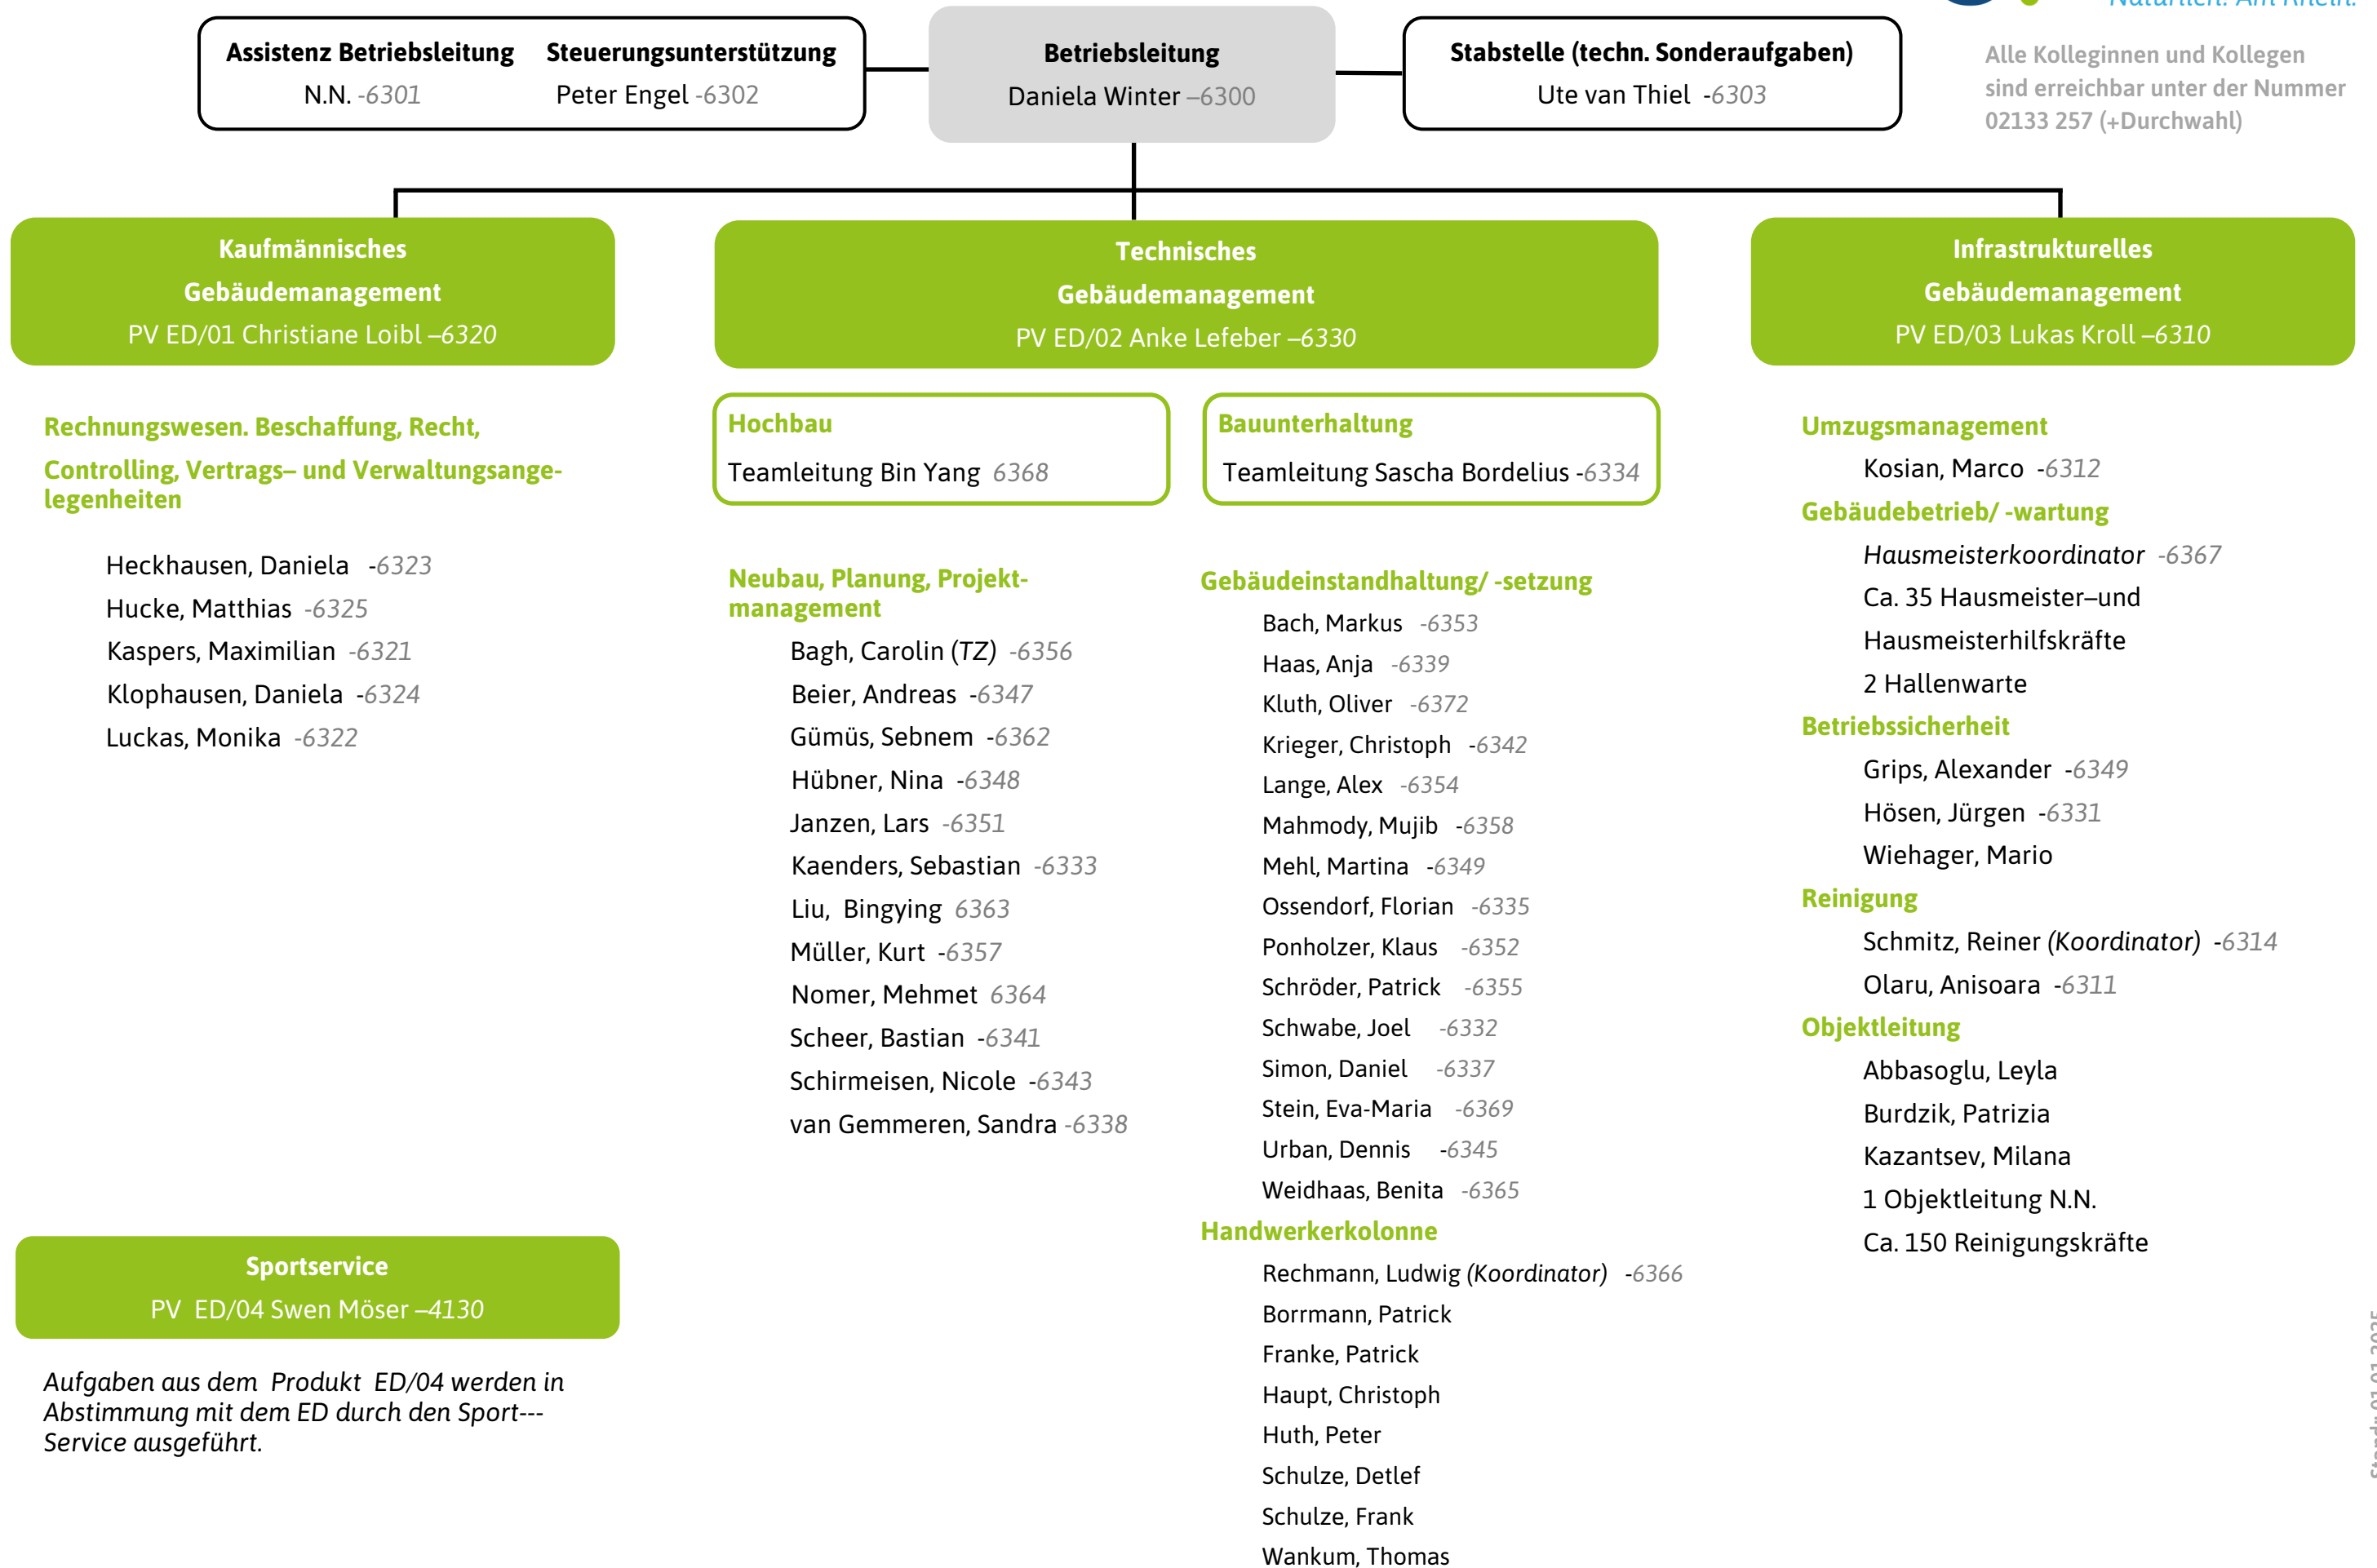 Natürlich. Am Rhein.
Assistenz Betriebsleitung
N.N. -6301
Steuerungsunterstützung
Peter Engel -6302
Betriebsleitung
Daniela Winter –6300
Stabstelle (techn. Sonderaufgaben)
Ute van Thiel -6303
Alle Kolleginnen und Kollegen
sind erreichbar unter der Nummer
02133 257 (+Durchwahl)
Kaufmännisches
Gebäudemanagement
PV ED/01 Christiane Loibl –6320
Rechnungswesen. Beschaffung, Recht,
Controlling, Vertrags– und Verwaltungsange-
legenheiten
Heckhausen, Daniela -6323
Hucke, Matthias -6325
Kaspers, Maximilian -6321
Klophausen, Daniela -6324
Luckas, Monika -6322
Sportservice
PV ED/04 Swen Möser –4130
Aufgaben aus dem Produkt ED/04 werden in
Abstimmung mit dem ED durch den Sport---
Service ausgeführt.
Technisches
Gebäudemanagement
PV ED/02 Anke Lefeber –6330
Hochbau
Teamleitung Bin Yang 6368
Neubau, Planung, Projekt-
management
Bagh, Carolin (TZ) -6356
Beier, Andreas -6347
Gümüs, Sebnem -6362
Hübner, Nina -6348
Janzen, Lars -6351
Kaenders, Sebastian -6333
Liu, Bingying 6363
Müller, Kurt -6357
Nomer, Mehmet 6364
Scheer, Bastian -6341
Schirmeisen, Nicole -6343
van Gemmeren, Sandra -6338
Bauunterhaltung
Teamleitung Sascha Bordelius -6334
Gebäudeinstandhaltung/ -setzung
Bach, Markus -6353
Haas, Anja -6339
Kluth, Oliver -6372
Krieger, Christoph -6342
Lange, Alex -6354
Mahmody, Mujib -6358
Mehl, Martina -6349
Ossendorf, Florian -6335
Ponholzer, Klaus -6352
Schröder, Patrick -6355
Schwabe, Joel -6332
Simon, Daniel -6337
Stein, Eva-Maria -6369
Urban, Dennis -6345
Weidhaas, Benita -6365
Handwerkerkolonne
Rechmann, Ludwig (Koordinator) -6366
Borrmann, Patrick
Franke, Patrick
Haupt, Christoph
Huth, Peter
Schulze, Detlef
Schulze, Frank
Wankum, Thomas
Infrastrukturelles
Gebäudemanagement
PV ED/03 Lukas Kroll –6310
Umzugsmanagement
Kosian, Marco -6312
Gebäudebetrieb/ -wartung
Hausmeisterkoordinator -6367
Ca. 35 Hausmeister–und
Hausmeisterhilfskräfte
2 Hallenwarte
Betriebssicherheit
Grips, Alexander -6349
Hösen, Jürgen -6331
Wiehager, Mario
Reinigung
Schmitz, Reiner (Koordinator) -6314
Olaru, Anisoara -6311
Objektleitung
Abbasoglu, Leyla
Burdzik, Patrizia
Kazantsev, Milana
1 Objektleitung N.N.
Ca. 150 Reinigungskräfte
Stand: 01.01.2025